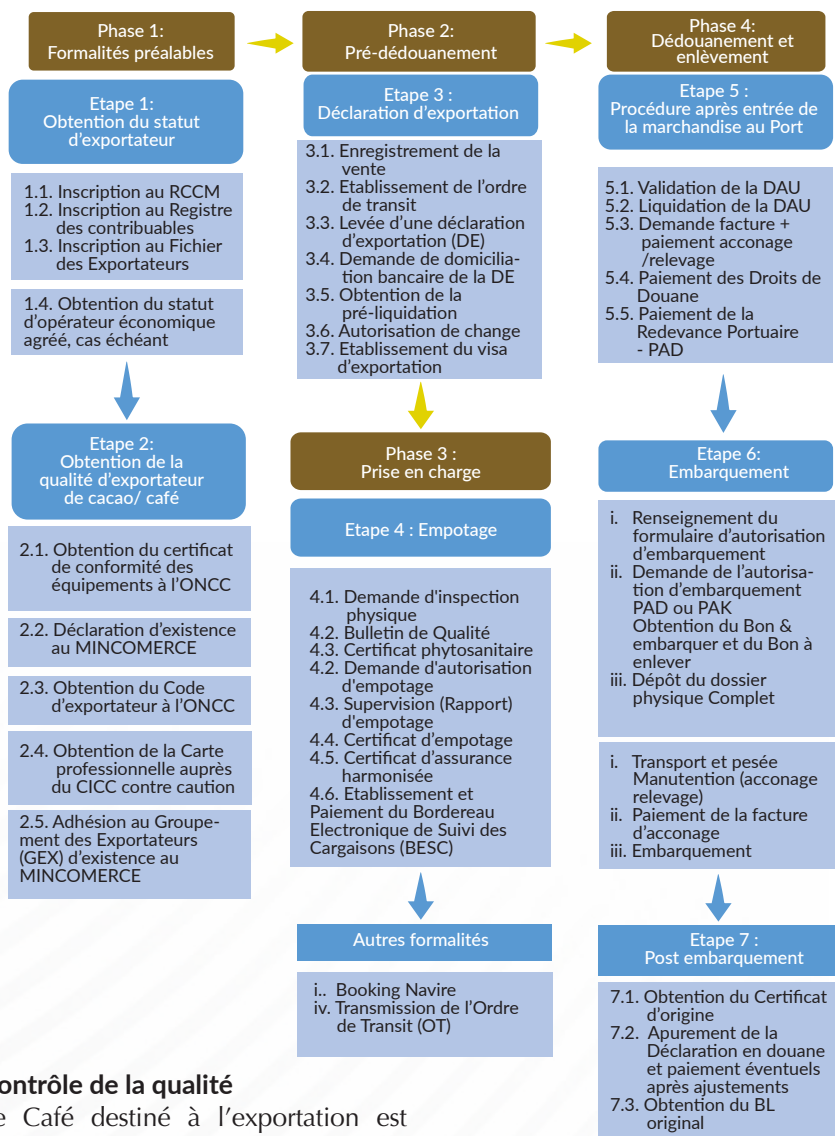 Phase 1:
Formalités préalables
Etape 1:
Obtention du statut
d'exportateur
1.1. Inscription au RCCM
1.2. Inscription au Registre
des contribuables
1.3. Inscription au Fichier
des Exportateurs
1.4. Obtention du statut
d'opérateur économique
agréé, cas échéant
Etape 2:
Obtention de la
qualité d'exportateur
de cacao/ café
2.1. Obtention du certificat
de conformité des
équipements à l'ONCC
2.2. Déclaration d'existence
au MINCOMERCE
2.3. Obtention du Code
d'exportateur à l'ONCC
2.4. Obtention de la Carte
professionnelle auprès
du CICC contre caution
2.5. Adhésion au Groupe-
ment des Exportateurs
(GEX) d'existence au
MINCOMERCE
Phase 2:
Pré-dédouanement
Etape 3 :
Déclaration d'exportation
3.1. Enregistrement de la
vente
3.2. Etablissement de l'ordre
de transit
3.3. Levée d'une déclaration
d'exportation (DE)
3.4. Demande de domicilia-
tion bancaire de la DE
3.5. Obtention de la
pré-liquidation
3.6. Autorisation de change
3.7. Etablissement du visa
d'exportation
Phase 3 :
Prise en charge
Etape 4 : Empotage
4.1. Demande d'inspection
physique
4.2. Bulletin de Qualité
4.3. Certificat phytosanitaire
4.2. Demande d'autorisation
d'empotage
4.3. Supervision (Rapport)
d'empotage
4.4. Certificat d'empotage
4.5. Certificat d'assurance
harmonisée
4.6. Etablissement et
Paiement du Bordereau
Electronique de Suivi des
Cargaisons (BESC)
Autres formalités
i.. Booking Navire
iv. Transmission de l'Ordre
de Transit (OT)
Phase 4:
Dédouanement et
enlèvement
Etape 5 :
Procédure après entrée de
la marchandise au Port
5.1. Validation de la DAU
5.2. Liquidation de la DAU
5.3. Demande facture +
paiement acconage
/relevage
5.4. Paiement des Droits de
Douane
5.5. Paiement de la
Redevance Portuaire
- PAD
Etape 6:
Embarquement
i. Renseignement du
formulaire d'autorisation
d'embarquement
ii. Demande de l'autorisa-
tion d'embarquement
PAD ou PAK
Obtention du Bon &
embarquer et du Bon à
enlever
iii. Dépôt du dossier
physique Complet
i. Transport et pesée
Manutention (acconage
relevage)
ii. Paiement de la facture
d'acconage
iii. Embarquement
Etape 7 :
Post embarquement
7.1. Obtention du Certificat
d'origine
7.2. Apurement de la
Déclaration en douane
et paiement éventuels
après ajustements
7.3. Obtention du BL
original
ontrôle de la qualité
e Café destiné à l'exportation est